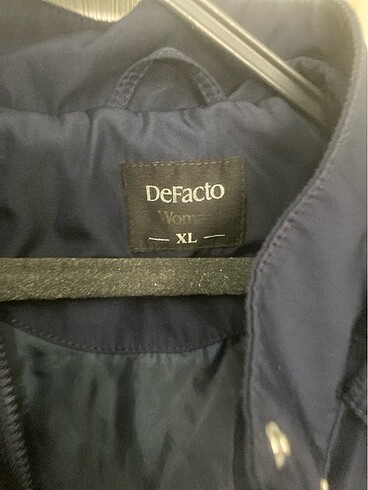 DeFacto
Woman
— XL —